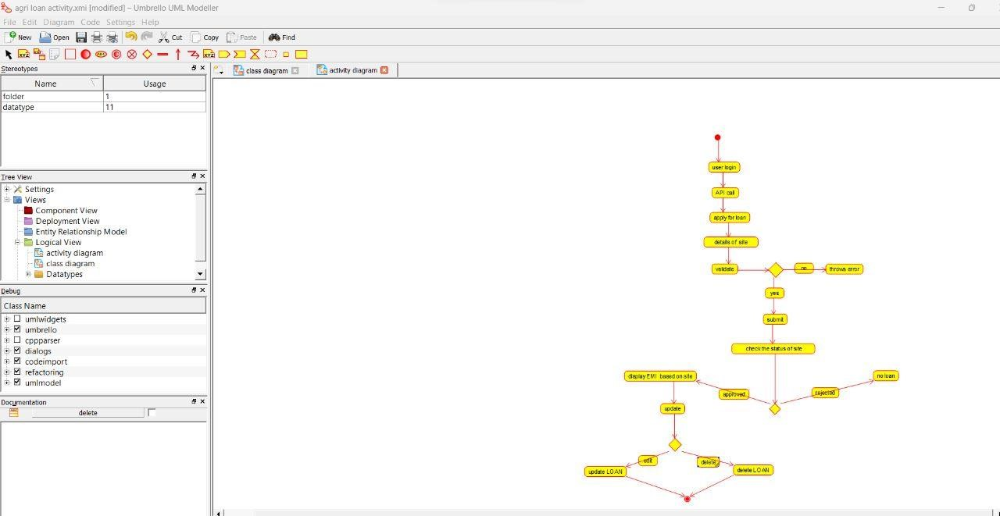 agri loan activity.xmi [modified] – Umbrello UML Modeller
File Edit Diagram Code Settings Help
New Open Cut Copy Paste Find
XYZ ABC XYZ
Stereotypes
class diagram activity diagram
Name Usage
folder 1
datatype 11
Tree View
Settings
Views
Component View
Deployment View
Entity Relationship Model
Logical View
activity diagram
class diagram
Datatypes
Debug
Class Name
umlwidgets
umbrello
cppparser
dialogs
codeimport
refactoring
umlmodel
Documentation
delete
user login
API call
apply for loan
details of site
validate no throws error
yes
submit
check the status of site
display EMI based on site no loan
approved rejected
update
edit delete
update LOAN delete LOAN